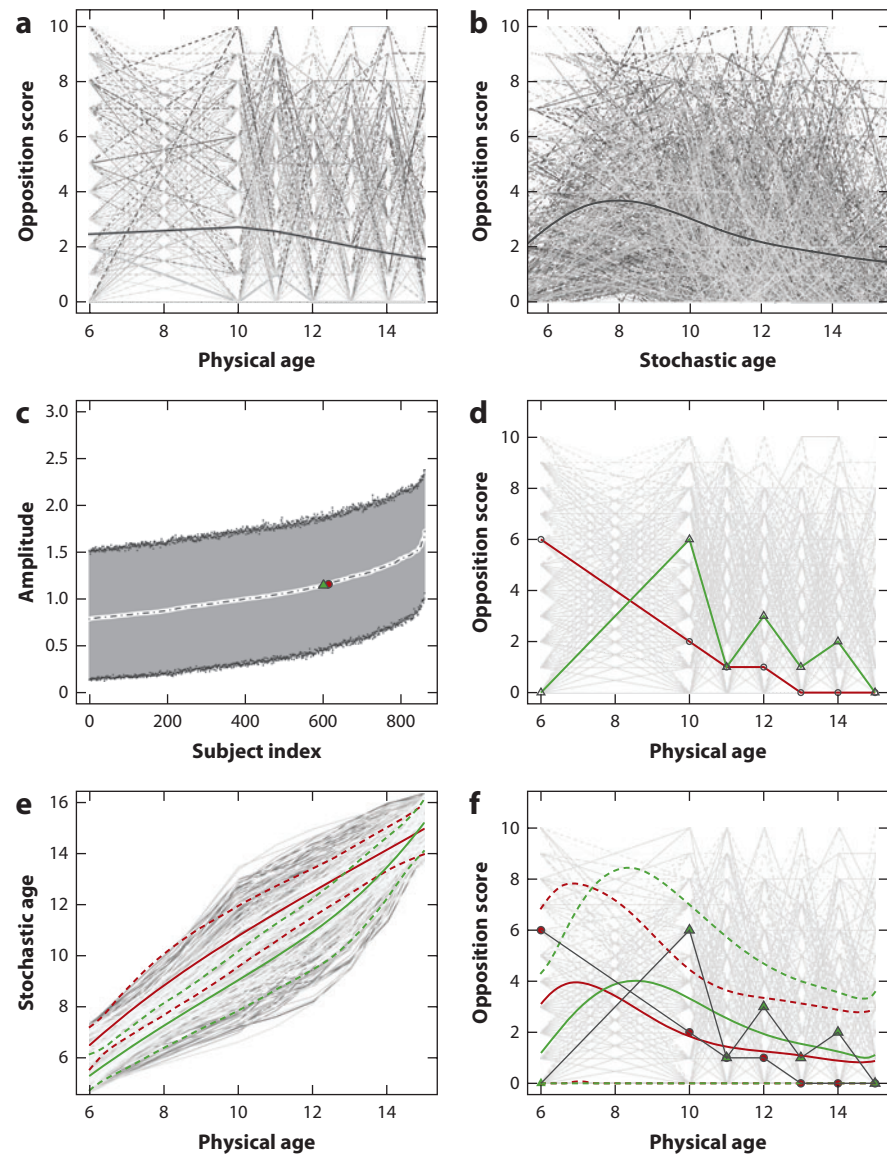 a
10
8
6
4
2
0
Opposition score
6 8 10 12 14
Physical age
b
10
8
6
4
2
0
Opposition score
6 8 10 12 14
Stochastic age
c
3.0
2.5
2.0
1.5
1.0
0.5
0
Amplitude
0 200 400 600 800
Subject index
d
10
8
6
4
2
0
Opposition score
6 8 10 12 14
Physical age
e
16
14
12
10
8
6
Stochastic age
6 8 10 12 14
Physical age
f
10
8
6
4
2
0
Opposition score
6 8 10 12 14
Physical age